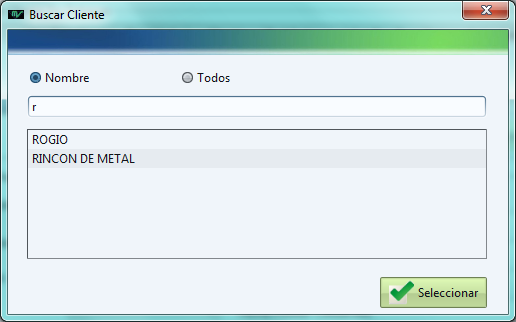 Buscar Cliente
Nombre Todos
r
ROGIO
RINCON DE METAL
Seleccionar